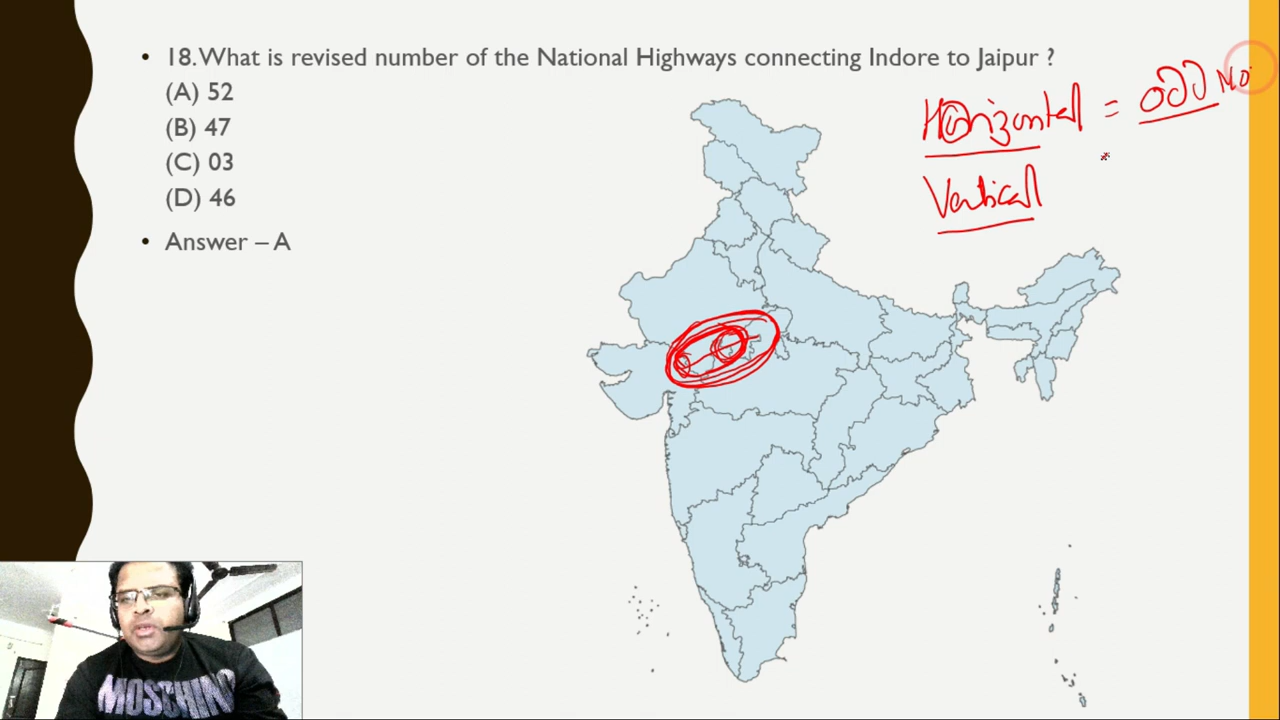 18. What is revised number of the National Highways connecting Indore to Jaipur ?
(A) 52
(B) 47
(C) 03
(D) 46
Answer – A
Horizontal = odd No
Vertical
MOSCHINO